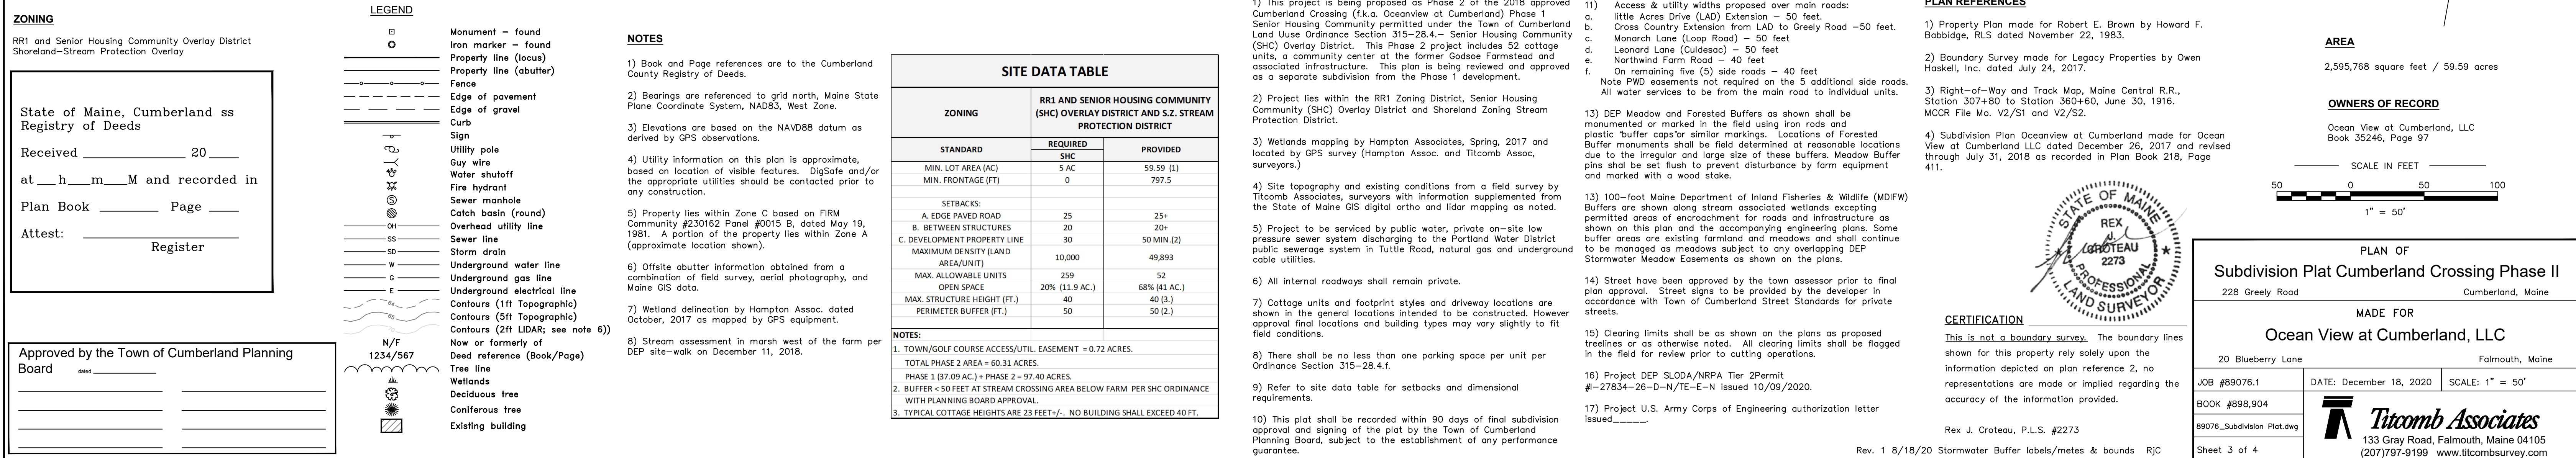 ZONING
RR1 and Senior Housing Community Overlay District
Shoreland-Stream Protection Overlay
State of Maine, Cumberland ss
Registry of Deeds
Received ____________ 20____
at___h___m___M and recorded in
Plan Book ________ Page ____
Attest: ____________________
Register
Approved by the Town of Cumberland Planning
Board dated ____________
LEGEND
Monument - found
Iron marker - found
Property line (locus)
Property line (abutter)
Fence
Edge of pavement
Edge of gravel
Curb
Sign
Utility pole
Guy wire
Water shutoff
Fire hydrant
Sewer manhole
Catch basin (round)
OH Overhead utility line
SS Sewer line
SD Storm drain
W Underground water line
G Underground gas line
E Underground electrical line
Contours (1ft Topographic)
Contours (5ft Topographic)
Contours (2ft LIDAR; see note 6))
N/F Now or formerly of
1234/567 Deed reference (Book/Page)
Tree line
Wetlands
Deciduous tree
Coniferous tree
Existing building
NOTES
1) Book and Page references are to the Cumberland
County Registry of Deeds.
2) Bearings are referenced to grid north, Maine State
Plane Coordinate System, NAD83, West Zone.
3) Elevations are based on the NAVD88 datum as
derived by GPS observations.
4) Utility information on this plan is approximate,
based on location of visible features. DigSafe and/or
the appropriate utilities should be contacted prior to
any construction.
5) Property lies within Zone C based on FIRM
Community #230162 Panel #0015 B, dated May 19,
1981. A portion of the property lies within Zone A
(approximate location shown).
6) Offsite abutter information obtained from a
combination of field survey, aerial photography, and
Maine GIS data.
7) Wetland delineation by Hampton Assoc. dated
October, 2017 as mapped by GPS equipment.
8) Stream assessment in marsh west of the farm per
DEP site-walk on December 11, 2018.
SITE DATA TABLE
ZONING RR1 AND SENIOR HOUSING COMMUNITY
(SHC) OVERLAY DISTRICT AND S.Z. STREAM
PROTECTION DISTRICT
STANDARD REQUIRED PROVIDED
SHC
MIN. LOT AREA (AC) 5 AC 59.59 (1)
MIN. FRONTAGE (FT) 0 797.5
SETBACKS:
A. EDGE PAVED ROAD 25 25+
B. BETWEEN STRUCTURES 20 20+
C. DEVELOPMENT PROPERTY LINE 30 50 MIN.(2)
MAXIMUM DENSITY (LAND
AREA/UNIT) 10,000 49,893
MAX. ALLOWABLE UNITS 259 52
OPEN SPACE 20% (11.9 AC.) 68% (41 AC.)
MAX. STRUCTURE HEIGHT (FT.) 40 40 (3.)
PERIMETER BUFFER (FT.) 50 50 (2.)
NOTES:
1. TOWN/GOLF COURSE ACCESS/UTIL. EASEMENT = 0.72 ACRES.
TOTAL PHASE 2 AREA = 60.31 ACRES.
PHASE 1 (37.09 AC.) + PHASE 2 = 97.40 ACRES.
2. BUFFER < 50 FEET AT STREAM CROSSING AREA BELOW FARM PER SHC ORDINANCE
WITH PLANNING BOARD APPROVAL.
3. TYPICAL COTTAGE HEIGHTS ARE 23 FEET+/-. NO BUILDING SHALL EXCEED 40 FT.
1) This project is being proposed as Phase 2 of the 2018 approved
Cumberland Crossing (f.k.a. Oceanview at Cumberland) Phase 1
Senior Housing Community permitted under the Town of Cumberland
Land Uuse Ordinance Section 315-28.4.- Senior Housing Community
(SHC) Overlay District. This Phase 2 project includes 52 cottage
units, a community center at the former Godsoe Farmstead and
associated infrastructure. This plan is being reviewed and approved
as a separate subdivision from the Phase 1 development.
2) Project lies within the RR1 Zoning District, Senior Housing
Community (SHC) Overlay District and Shoreland Zoning Stream
Protection District.
3) Wetlands mapping by Hampton Associates, Spring, 2017 and
located by GPS survey (Hampton Assoc. and Titcomb Assoc,
surveyors.)
4) Site topography and existing conditions from a field survey by
Titcomb Associates, surveyors with information supplemented from
the State of Maine GIS digital ortho and lidar mapping as noted.
5) Project to be serviced by public water, private on-site low
pressure sewer system discharging to the Portland Water District
public sewerage system in Tuttle Road, natural gas and underground
cable utilities.
6) All internal roadways shall remain private.
7) Cottage units and footprint styles and driveway locations are
shown in the general locations intended to be constructed. However
approval final locations and building types may vary slightly to fit
field conditions.
8) There shall be no less than one parking space per unit per
Ordinance Section 315-28.4.f.
9) Refer to site data table for setbacks and dimensional
requirements.
10) This plat shall be recorded within 90 days of final subdivision
approval and signing of the plat by the Town of Cumberland
Planning Board, subject to the establishment of any performance
guarantee.
11) Access & utility widths proposed over main roads:
a. little Acres Drive (LAD) Extension - 50 feet.
b. Cross Country Extension from LAD to Greely Road -50 feet.
c. Monarch Lane (Loop Road) - 50 feet
d. Leonard Lane (Culdesac) - 50 feet
e. Northwind Farm Road - 40 feet
f. On remaining five (5) side roads - 40 feet
Note PWD easements not required on the 5 additional side roads.
All water services to be from the main road to individual units.
13) DEP Meadow and Forested Buffers as shown shall be
monumented or marked in the field using iron rods and
plastic "buffer caps"or similar markings. Locations of Forested
Buffer monuments shall be field determined at reasonable locations
due to the irregular and large size of these buffers. Meadow Buffer
pins shal be set flush to prevent disturbance by farm equipment
and marked with a wood stake.
13) 100-foot Maine Department of Inland Fisheries & Wildlife (MDIFW)
Buffers are shown along stream associated wetlands excepting
permitted areas of encroachment for roads and infrastructure as
shown on this plan and the accompanying engineering plans. Some
buffer areas are existing farmland and meadows and shall continue
to be managed as meadows subject to any overlapping DEP
Stormwater Meadow Easements as shown on the plans.
14) Street have been approved by the town assessor prior to final
plan approval. Street signs to be provided by the developer in
accordance with Town of Cumberland Street Standards for private
streets.
15) Clearing limits shall be as shown on the plans as proposed
treelines or as otherwise noted. All clearing limits shall be flagged
in the field for review prior to cutting operations.
16) Project DEP SLODA/NRPA Tier 2Permit
#l-27834-26-D-N/TE-E-N issued 10/09/2020.
17) Project U.S. Army Corps of Engineering authorization letter
issued_____.
PLAN REFERENCES
1) Property Plan made for Robert E. Brown by Howard F.
Babbidge, RLS dated November 22, 1983.
2) Boundary Survey made for Legacy Properties by Owen
Haskell, Inc. dated July 24, 2017.
3) Right-of-Way and Track Map, Maine Central R.R.,
Station 307+80 to Station 360+60, June 30, 1916.
MCCR File Mo. V2/S1 and V2/S2.
4) Subdivision Plan Oceanview at Cumberland made for Ocean
View at Cumberland LLC dated December 26, 2017 and revised
through July 31, 2018 as recorded in Plan Book 218, Page
411.
STATE OF MAINE
REX
J.
CROTEAU
2273
PROFESSIONAL
LAND SURVEYOR
CERTIFICATION
This is not a boundary survey. The boundary lines
shown for this property rely solely upon the
information depicted on plan reference 2, no
representations are made or implied regarding the
accuracy of the information provided.
Rex J. Croteau, P.L.S. #2273
Rev. 1 8/18/20 Stormwater Buffer labels/metes & bounds RjC
AREA
2,595,768 square feet / 59.59 acres
OWNERS OF RECORD
Ocean View at Cumberland, LLC
Book 35246, Page 97
SCALE IN FEET
50 0 50 100
1" = 50'
PLAN OF
Subdivision Plat Cumberland Crossing Phase II
228 Greely Road Cumberland, Maine
MADE FOR
Ocean View at Cumberland, LLC
20 Blueberry Lane Falmouth, Maine
JOB #89076.1 DATE: December 18, 2020 SCALE: 1" = 50'
BOOK #898,904
89076_Subdivision Plat.dwg
Sheet 3 of 4
Titcomb Associates
133 Gray Road, Falmouth, Maine 04105
(207)797-9199 www.titcombsurvey.com